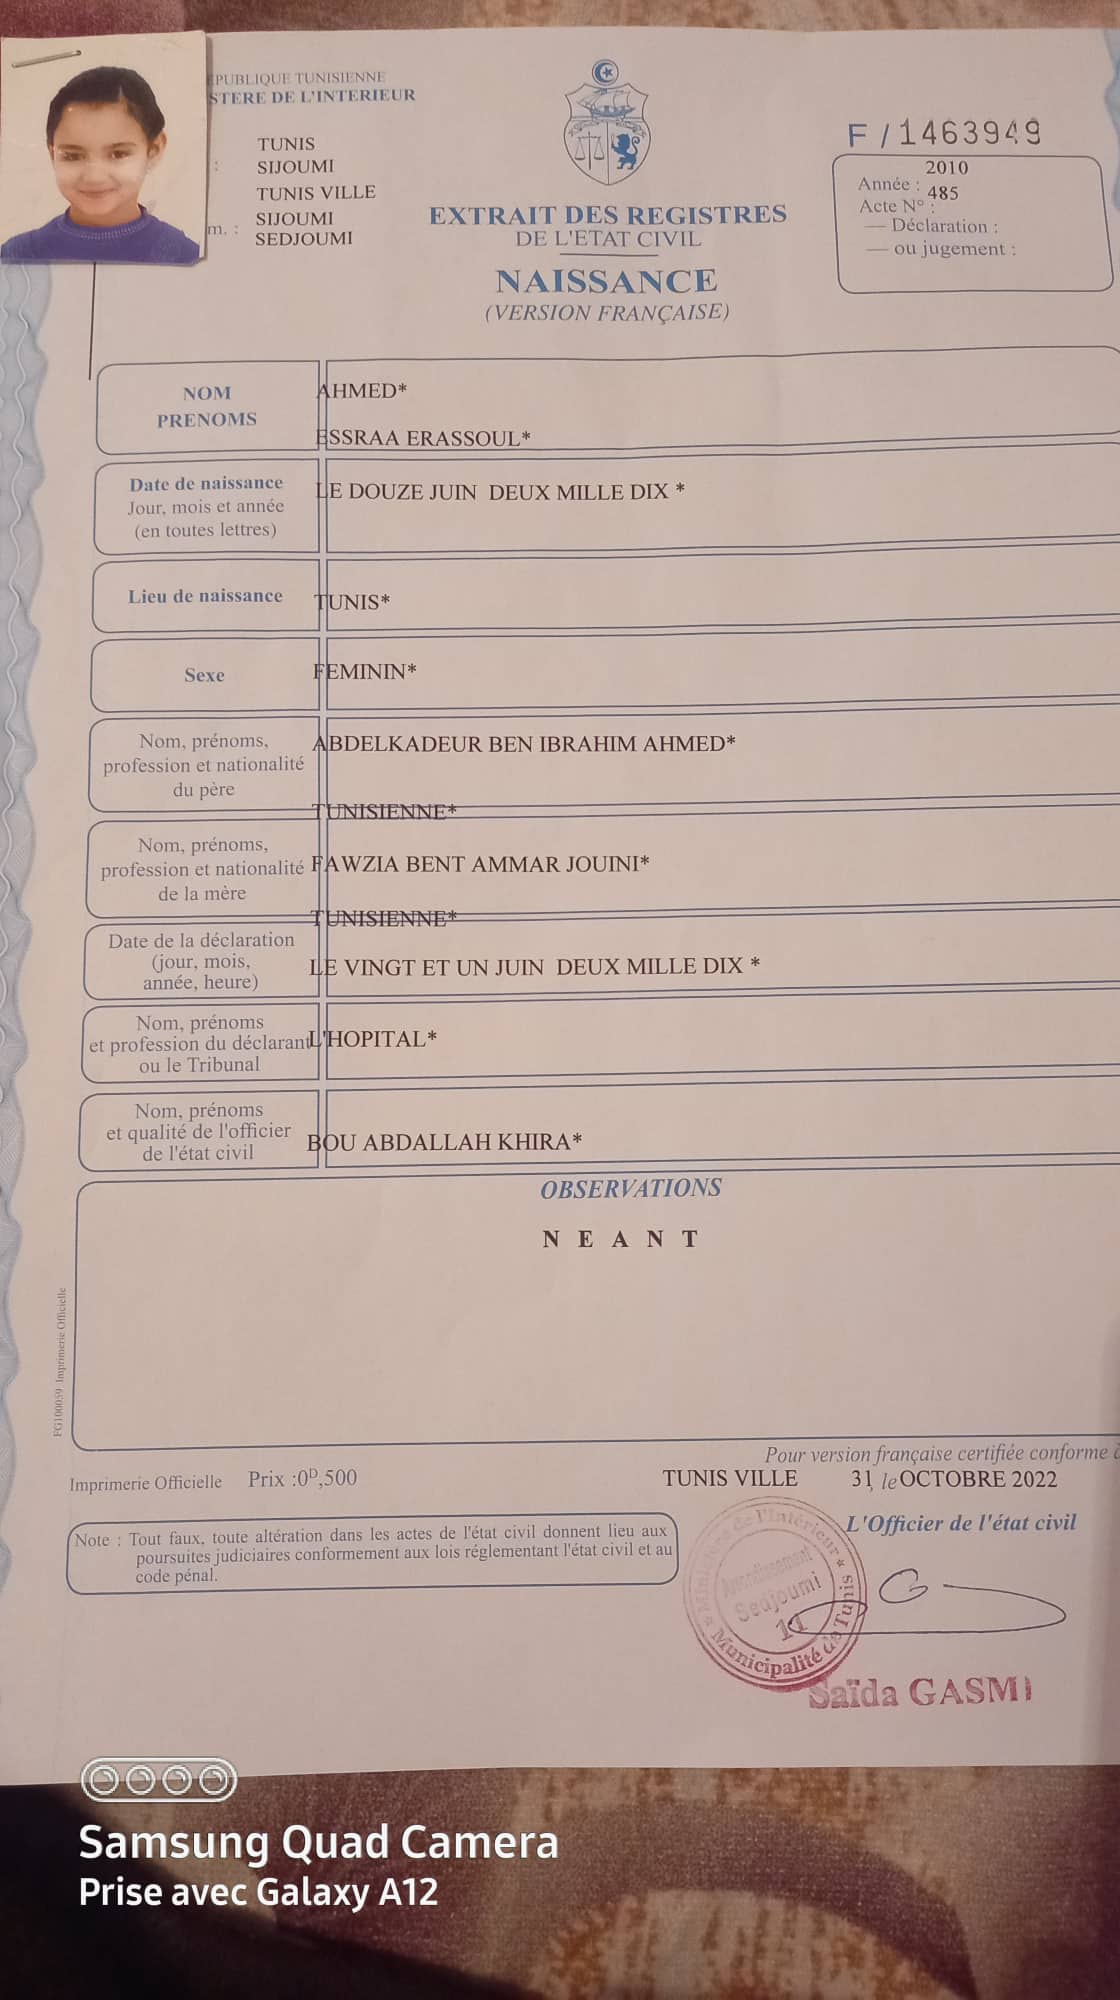 EPUBLIQUE TUNISIENNE
STERE DE L'INTERIEUR
: TUNIS
SIJOUMI
TUNIS VILLE
SIJOUMI
m. : SEDJOUMI
EXTRAIT DES REGISTRES
DE L'ETAT CIVIL
NAISSANCE
(VERSION FRANÇAISE)
F / 1463949
2010
Année :
485
Acte N° :
— Déclaration :
— ou jugement :
NOM
PRENOMS
AHMED*
ESSRAA ERASSOUL*
Date de naissance
Jour, mois et année
(en toutes lettres)
LE DOUZE JUIN DEUX MILLE DIX *
Lieu de naissance
TUNIS*
Sexe
FEMININ*
Nom, prénoms,
profession et nationalité
du père
ABDELKADEUR BEN IBRAHIM AHMED*
TUNISIENNE*
Nom, prénoms,
profession et nationalité
de la mère
FAWZIA BENT AMMAR JOUINI*
TUNISIENNE*
Date de la déclaration
(jour, mois,
année, heure)
LE VINGT ET UN JUIN DEUX MILLE DIX *
Nom, prénoms
et profession du déclarant
ou le Tribunal
L'HOPITAL*
Nom, prénoms
et qualité de l'officier
de l'état civil
BOU ABDALLAH KHIRA*
OBSERVATIONS
N E A N T
FG100059 Imprimerie Officielle
Pour version française certifiée conforme à
Imprimerie Officielle Prix :0D,500
TUNIS VILLE 31, le OCTOBRE 2022
L'Officier de l'état civil
Note : Tout faux, toute altération dans les actes de l'état civil donnent lieu aux
poursuites judiciaires conformement aux lois réglementant l'état civil et au
code pénal.
Ministère de l'Intérieur
Arrondissement
Sedjoumi
11
Municipalité de Tunis
Saïda GASMI
Samsung Quad Camera
Prise avec Galaxy A12